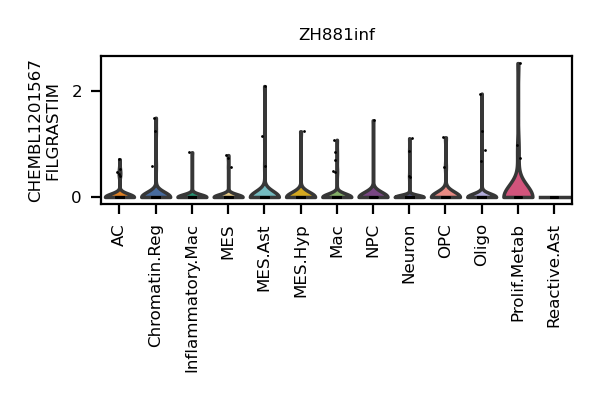 ZH881inf
CHEMBL1201567
FILGRASTIM
2
0
AC
Chromatin.Reg
Inflammatory.Mac
MES
MES.Ast
MES.Hyp
Mac
NPC
Neuron
OPC
Oligo
Prolif.Metab
Reactive.Ast